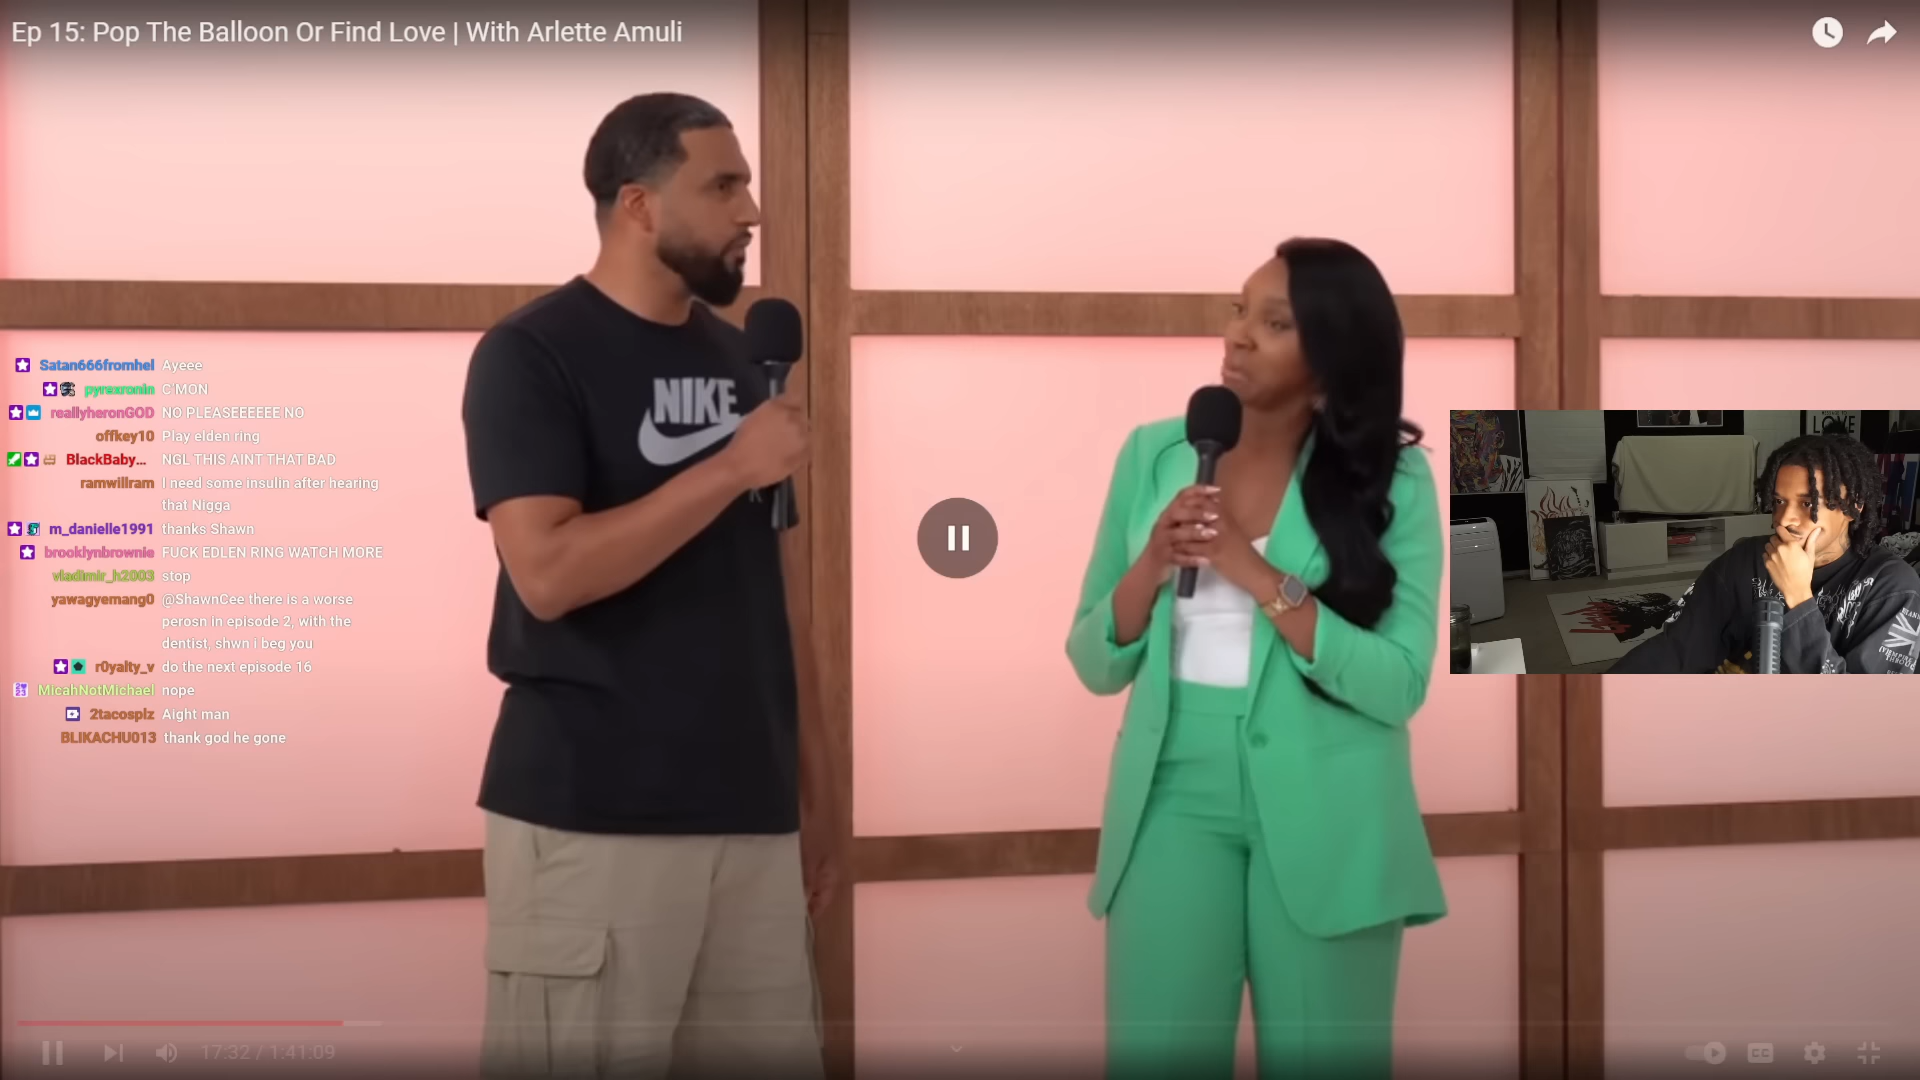 Ep 15: Pop The Balloon Or Find Love | With Arlette Amuli
NIKE
LOVE
Satan666fromhel Ayeee
pyrexronin C'MON
reallyheronGOD NO PLEASEEEEEE NO
offkey10 Play elden ring
BlackBaby... NGL THIS AINT THAT BAD
ramwillram I need some insulin after hearing
that Nigga
m_danielle1991 thanks Shawn
brooklynbrownie FUCK EDLEN RING WATCH MORE
vladimir_h2003 stop
yawagyemang0 @ShawnCee there is a worse
perosn in episode 2, with the
dentist, shwn i beg you
r0yalty_v do the next episode 16
MicahNotMichael nope
2tacosplz Aight man
BLIKACHU013 thank god he gone
17:32 / 1:41:09
CC